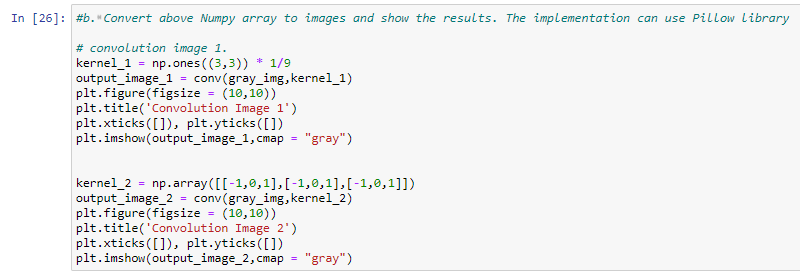 In [26]: #b. Convert above Numpy array to images and show the results. The implementation can use Pillow library
# convolution image 1.
kernel_1 = np.ones((3,3)) * 1/9
output_image_1 = conv(gray_img,kernel_1)
plt.figure(figsize = (10,10))
plt.title('Convolution Image 1')
plt.xticks([]), plt.yticks([])
plt.imshow(output_image_1,cmap = "gray")
kernel_2 = np.array([[-1,0,1],[-1,0,1],[-1,0,1]])
output_image_2 = conv(gray_img,kernel_2)
plt.figure(figsize = (10,10))
plt.title('Convolution Image 2')
plt.xticks([]), plt.yticks([])
plt.imshow(output_image_2,cmap = "gray")